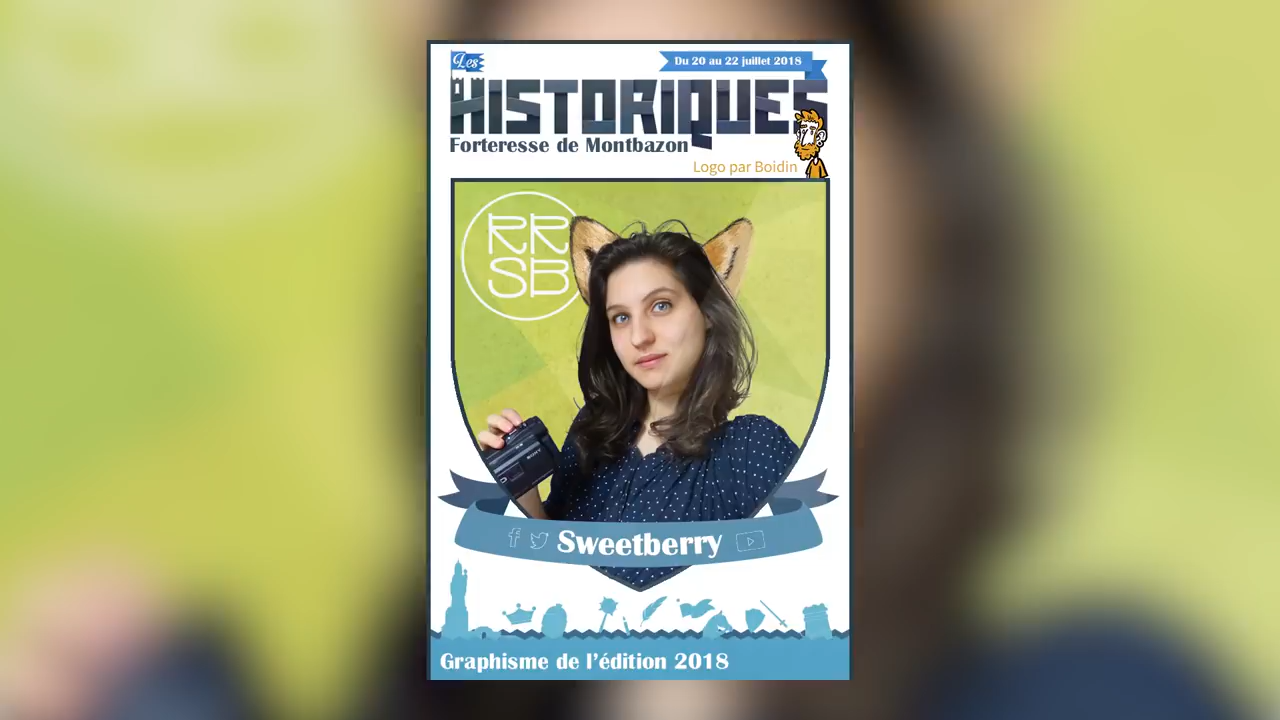 Les
Du 20 au 22 juillet 2018
HISTORIQUES
Forteresse de Montbazon
Logo par Boidin
RR
SB
SONY
Sweetberry
Graphisme de l'édition 2018